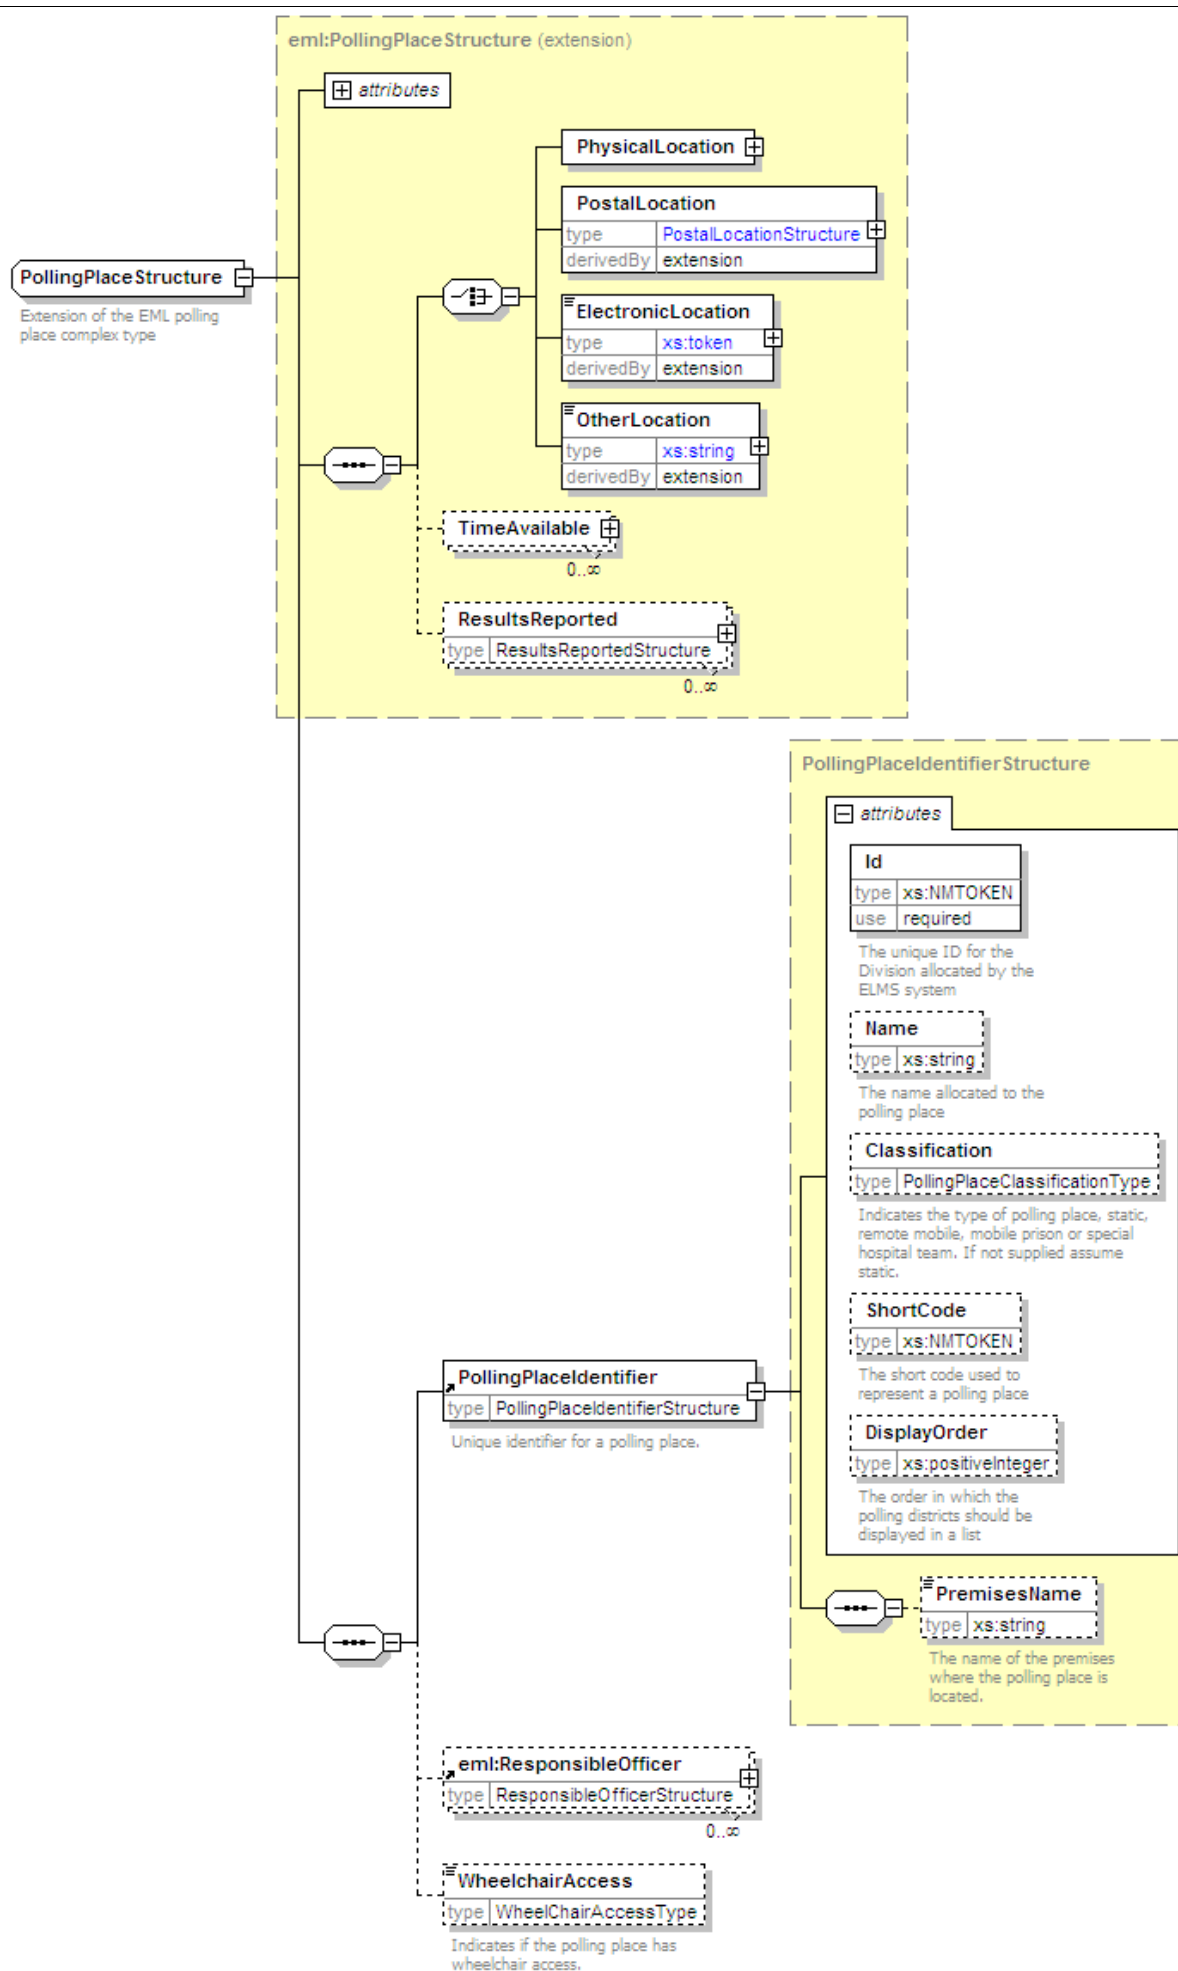 eml:PollingPlaceStructure (extension)
attributes
PhysicalLocation
PostalLocation
type PostalLocationStructure
derivedBy extension
PollingPlaceStructure
Extension of the EML polling
place complex type
ElectronicLocation
type xs:token
derivedBy extension
OtherLocation
type xs:string
derivedBy extension
TimeAvailable
0..∞
ResultsReported
type ResultsReportedStructure
0..∞
PollingPlaceIdentifierStructure
attributes
Id
type xs:NMTOKEN
use required
The unique ID for the
Division allocated by the
ELMS system
Name
type xs:string
The name allocated to the
polling place
Classification
type PollingPlaceClassificationType
Indicates the type of polling place, static,
remote mobile, mobile prison or special
hospital team. If not supplied assume
static.
ShortCode
type xs:NMTOKEN
The short code used to
represent a polling place
PollingPlaceIdentifier
type PollingPlaceIdentifierStructure
Unique identifier for a polling place.
DisplayOrder
type xs:positiveInteger
The order in which the
polling districts should be
displayed in a list
PremisesName
type xs:string
The name of the premises
where the polling place is
located.
eml:ResponsibleOfficer
type ResponsibleOfficerStructure
0..∞
WheelchairAccess
type WheelChairAccessType
Indicates if the polling place has
wheelchair access.